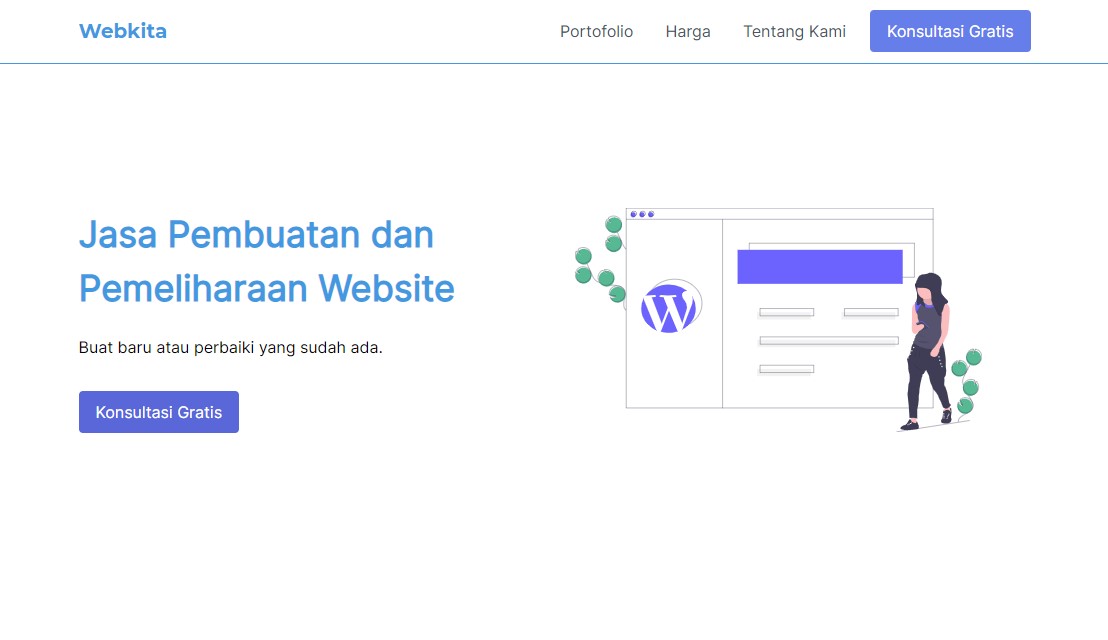 Webkita
Portofolio
Harga
Tentang Kami
Konsultasi Gratis
Jasa Pembuatan dan
Pemeliharaan Website
Buat baru atau perbaiki yang sudah ada.
Konsultasi Gratis